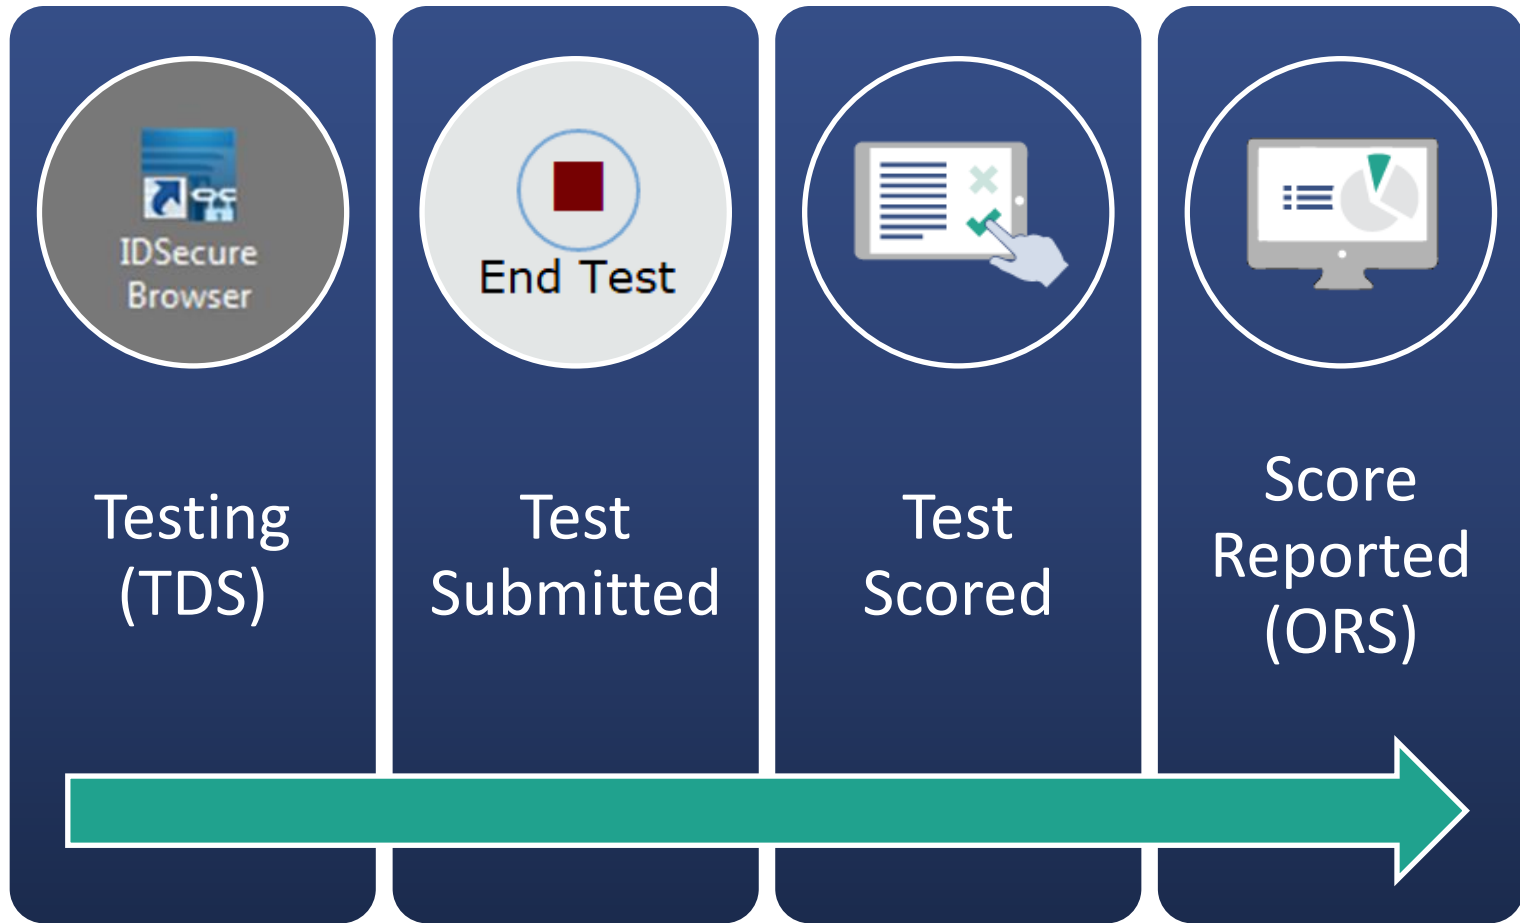 IDSecure
Browser
Testing
(TDS)
End Test
Test
Submitted
Test
Scored
Score
Reported
(ORS)